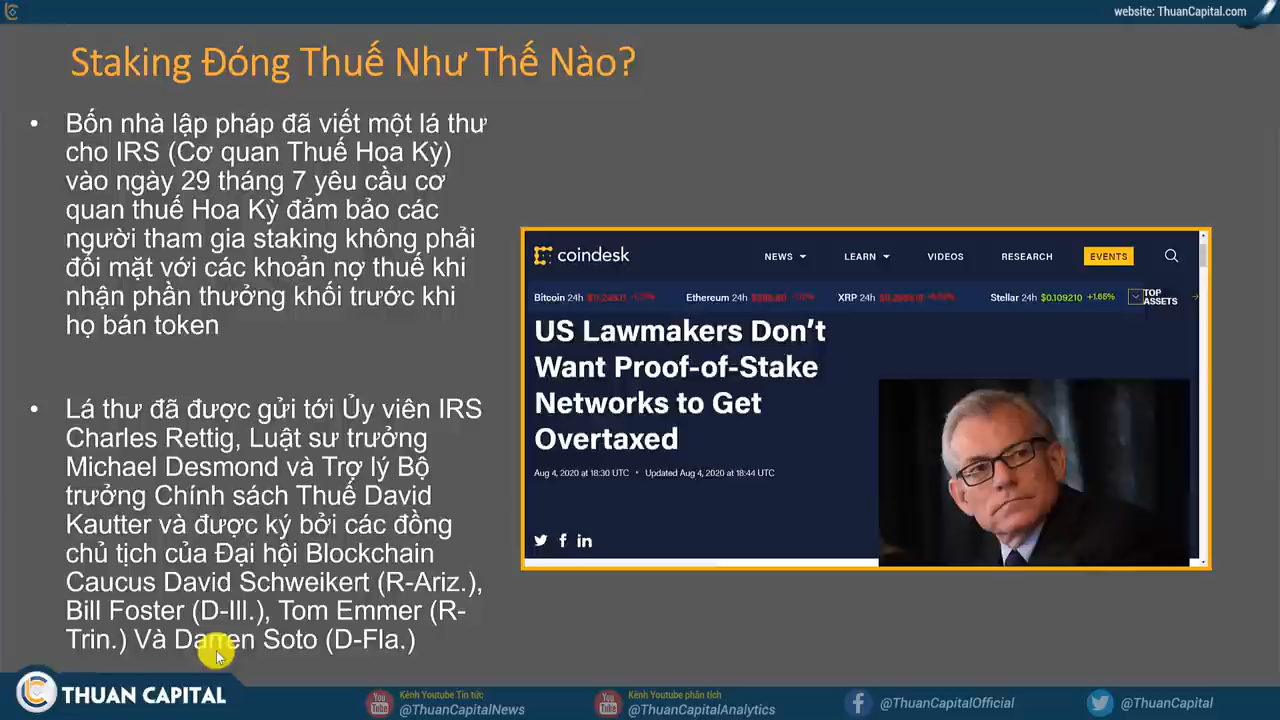 website: ThuanCapital.com
Staking Đóng Thuế Như Thế Nào?
• Bốn nhà lập pháp đã viết một lá thư
cho IRS (Cơ quan Thuế Hoa Kỳ)
vào ngày 29 tháng 7 yêu cầu cơ
quan thuế Hoa Kỳ đảm bảo các
người tham gia staking không phải
đối mặt với các khoản nợ thuế khi
nhận phần thưởng khối trước khi
họ bán token
• Lá thư đã được gửi tới Ủy viên IRS
Charles Rettig, Luật sư trưởng
Michael Desmond và Trợ lý Bộ
trưởng Chính sách Thuế David
Kautter và được ký bởi các đồng
chủ tịch của Đại hội Blockchain
Caucus David Schweikert (R-Ariz.),
Bill Foster (D-Ill.), Tom Emmer (R-
Trin.) Và Darren Soto (D-Fla.)
coindesk
NEWS LEARN VIDEOS RESEARCH EVENTS
Bitcoin 24h Ethereum 24h XRP 24h Stellar 24h $0.109210 +1.66% TOP
ASSETS
US Lawmakers Don’t
Want Proof-of-Stake
Networks to Get
Overtaxed
Aug 4, 2020 at 18:30 UTC • Updated Aug 4, 2020 at 18:44 UTC
THUAN CAPITAL
Kênh Youtube Tin tức
@ThuanCapitalNews
Kênh Youtube phân tích
@ThuanCapitalAnalytics
@ThuanCapitalOfficial
@ThuanCapital